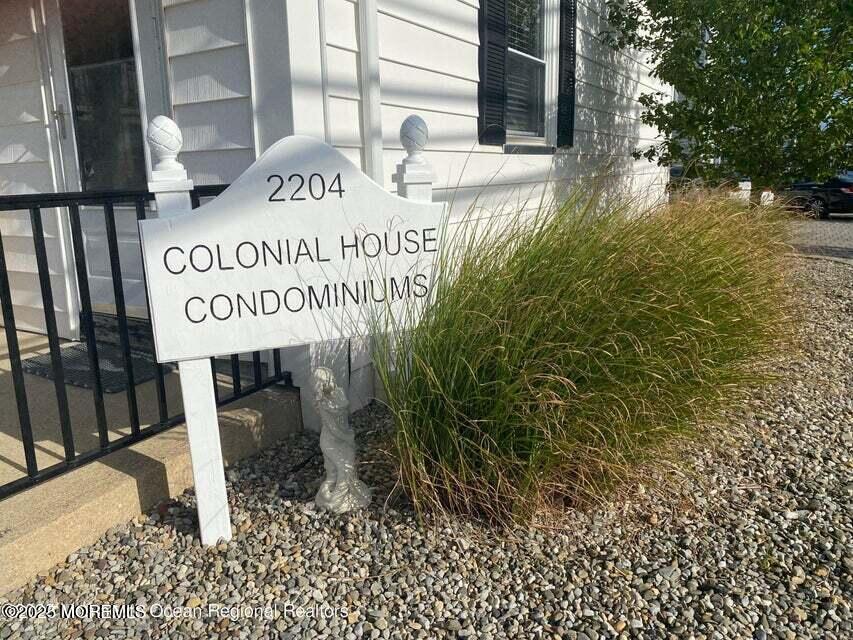 2204
COLONIAL HOUSE
CONDOMINIUMS
©2025 MOREMLS Ocean Regional Realtors